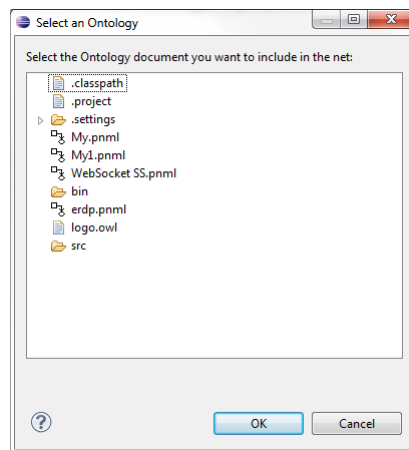 Select an Ontology
Select the Ontology document you want to include in the net:
.classpath
.project
.settings
My.pnml
My1.pnml
WebSocket SS.pnml
bin
erdp.pnml
logo.owl
src
?
OK
Cancel